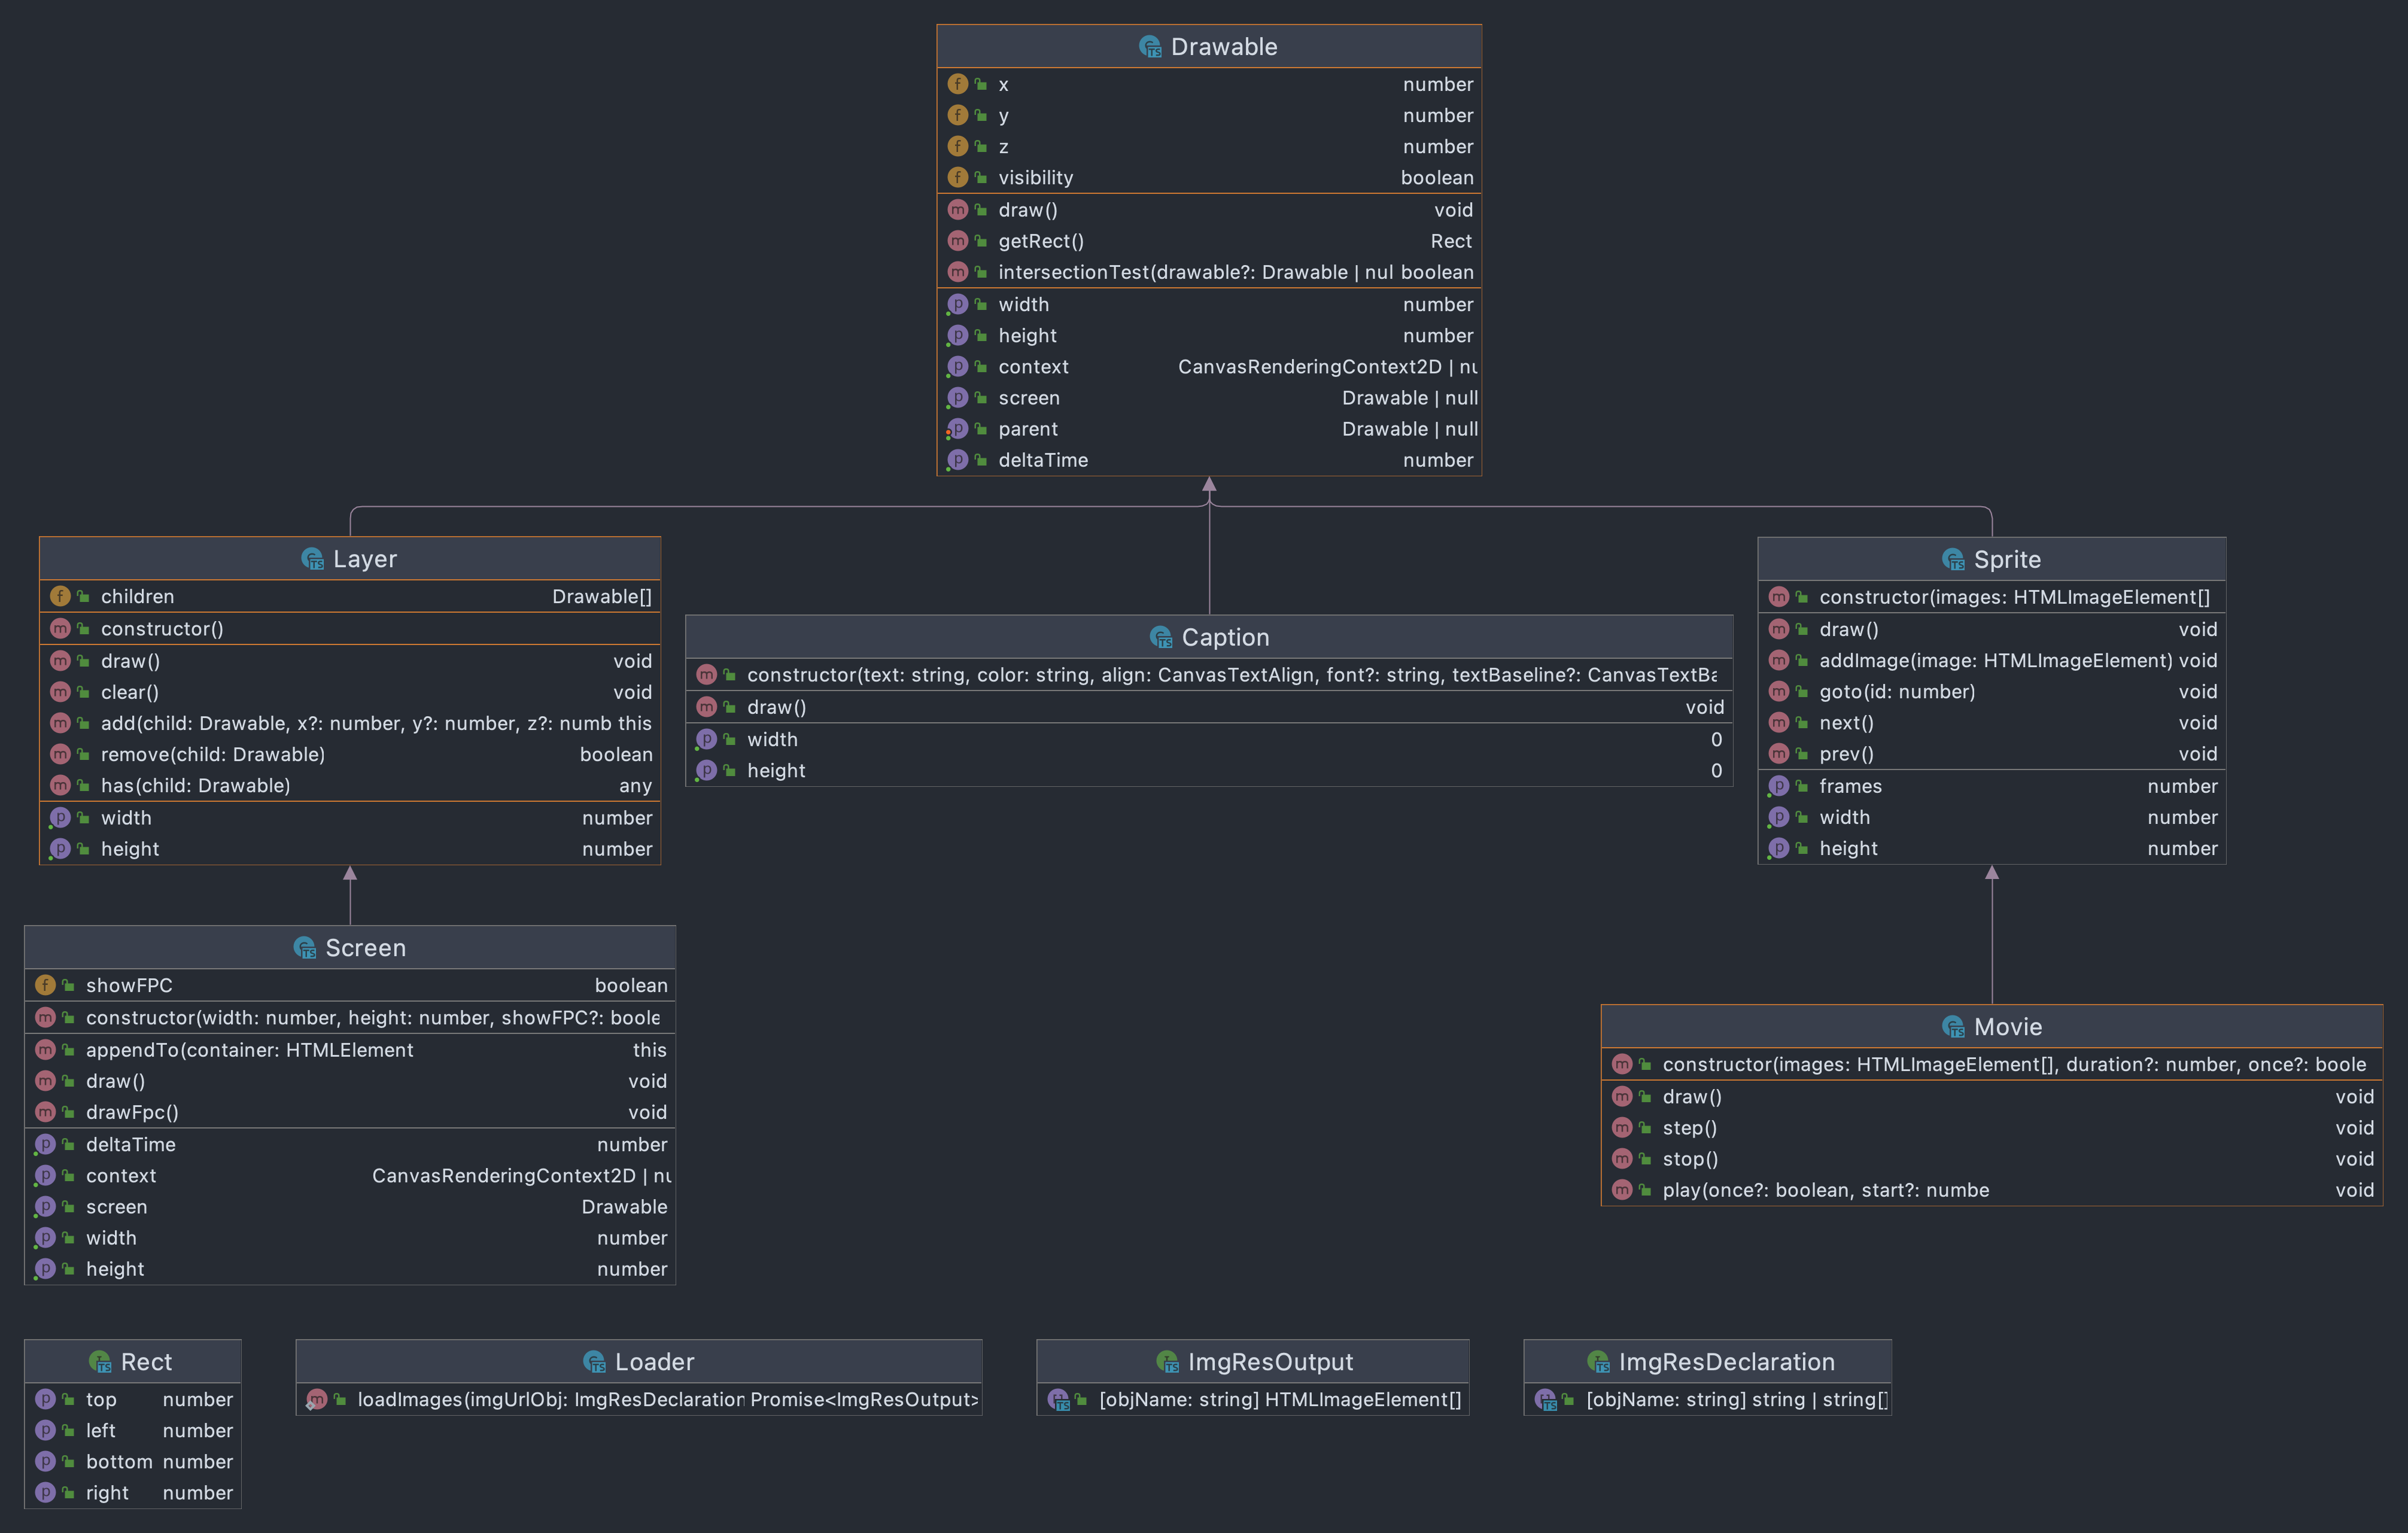 Drawable
x number
y number
z number
visibility boolean
draw() void
getRect() Rect
intersectionTest(drawable?: Drawable | nul boolean
width number
height number
context CanvasRenderingContext2D | nu
screen Drawable | null
parent Drawable | null
deltaTime number
Layer
children Drawable[]
constructor()
draw() void
clear() void
add(child: Drawable, x?: number, y?: number, z?: numb this
remove(child: Drawable) boolean
has(child: Drawable) any
width number
height number
Caption
constructor(text: string, color: string, align: CanvasTextAlign, font?: string, textBaseline?: CanvasTextBa
draw() void
width 0
height 0
Sprite
constructor(images: HTMLImageElement[]
draw() void
addImage(image: HTMLImageElement) void
goto(id: number) void
next() void
prev() void
frames number
width number
height number
Screen
showFPC boolean
constructor(width: number, height: number, showFPC?: boole
appendTo(container: HTMLElement this
draw() void
drawFpc() void
deltaTime number
context CanvasRenderingContext2D | nu
screen Drawable
width number
height number
Movie
constructor(images: HTMLImageElement[], duration?: number, once?: boole
draw() void
step() void
stop() void
play(once?: boolean, start?: numbe void
Rect
top number
left number
bottom number
right number
Loader
loadImages(imgUrlObj: ImgResDeclaration Promise<ImgResOutput>
ImgResOutput
[objName: string] HTMLImageElement[]
ImgResDeclaration
[objName: string] string | string[]